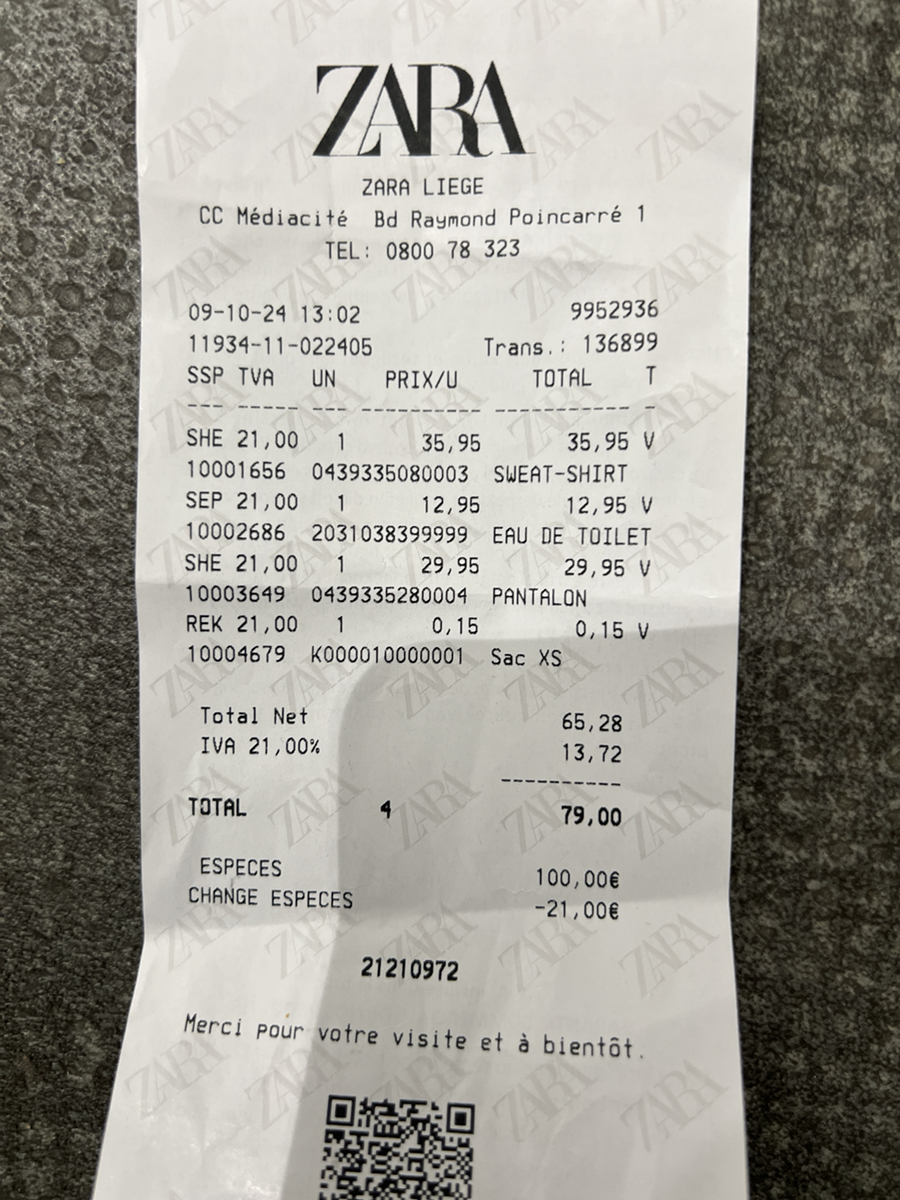 ZARA
ZARA LIEGE
CC Médiacité Bd Raymond Poincarré 1
TEL: 0800 78 323
09-10-24 13:02 9952936
11934-11-022405 Trans.: 136899
SSP TVA UN PRIX/U TOTAL T
--- ----- --- ---------- ----------- -
SHE 21,00 1 35,95 35,95 V
10001656 0439335080003 SWEAT-SHIRT
SEP 21,00 1 12,95 12,95 V
10002686 2031038399999 EAU DE TOILET
SHE 21,00 1 29,95 29,95 V
10003649 0439335280004 PANTALON
REK 21,00 1 0,15 0,15 V
10004679 K000010000001 Sac XS
Total Net 65,28
IVA 21,00% 13,72
----------
TOTAL 4 79,00
ESPECES 100,00€
CHANGE ESPECES -21,00€
21210972
Merci pour votre visite et à bientôt.